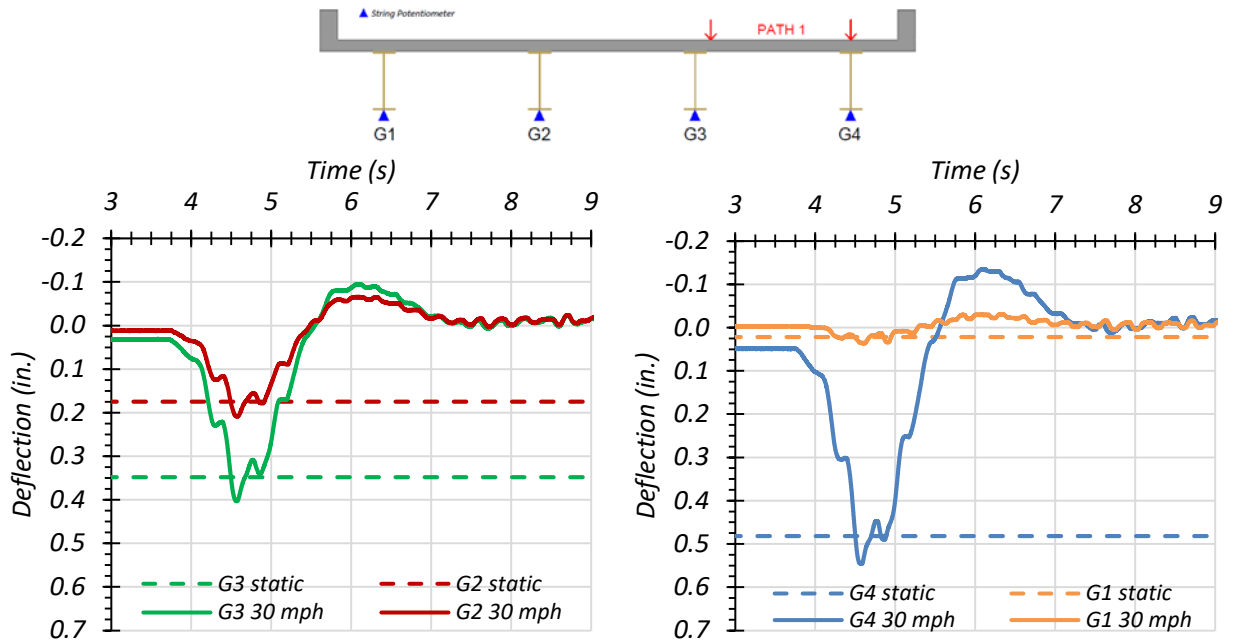 String Potentiometer
PATH 1
G1 G2 G3 G4
Time (s)
3 4 5 6 7 8 9
-0.2
-0.1
0.0
0.1
0.2
0.3
0.4
0.5
0.6
0.7
Deflection (in.)
G3 static G2 static
G3 30 mph G2 30 mph
Time (s)
3 4 5 6 7 8 9
-0.2
-0.1
0.0
0.1
0.2
0.3
0.4
0.5
0.6
0.7
Deflection (in.)
G4 static G1 static
G4 30 mph G1 30 mph